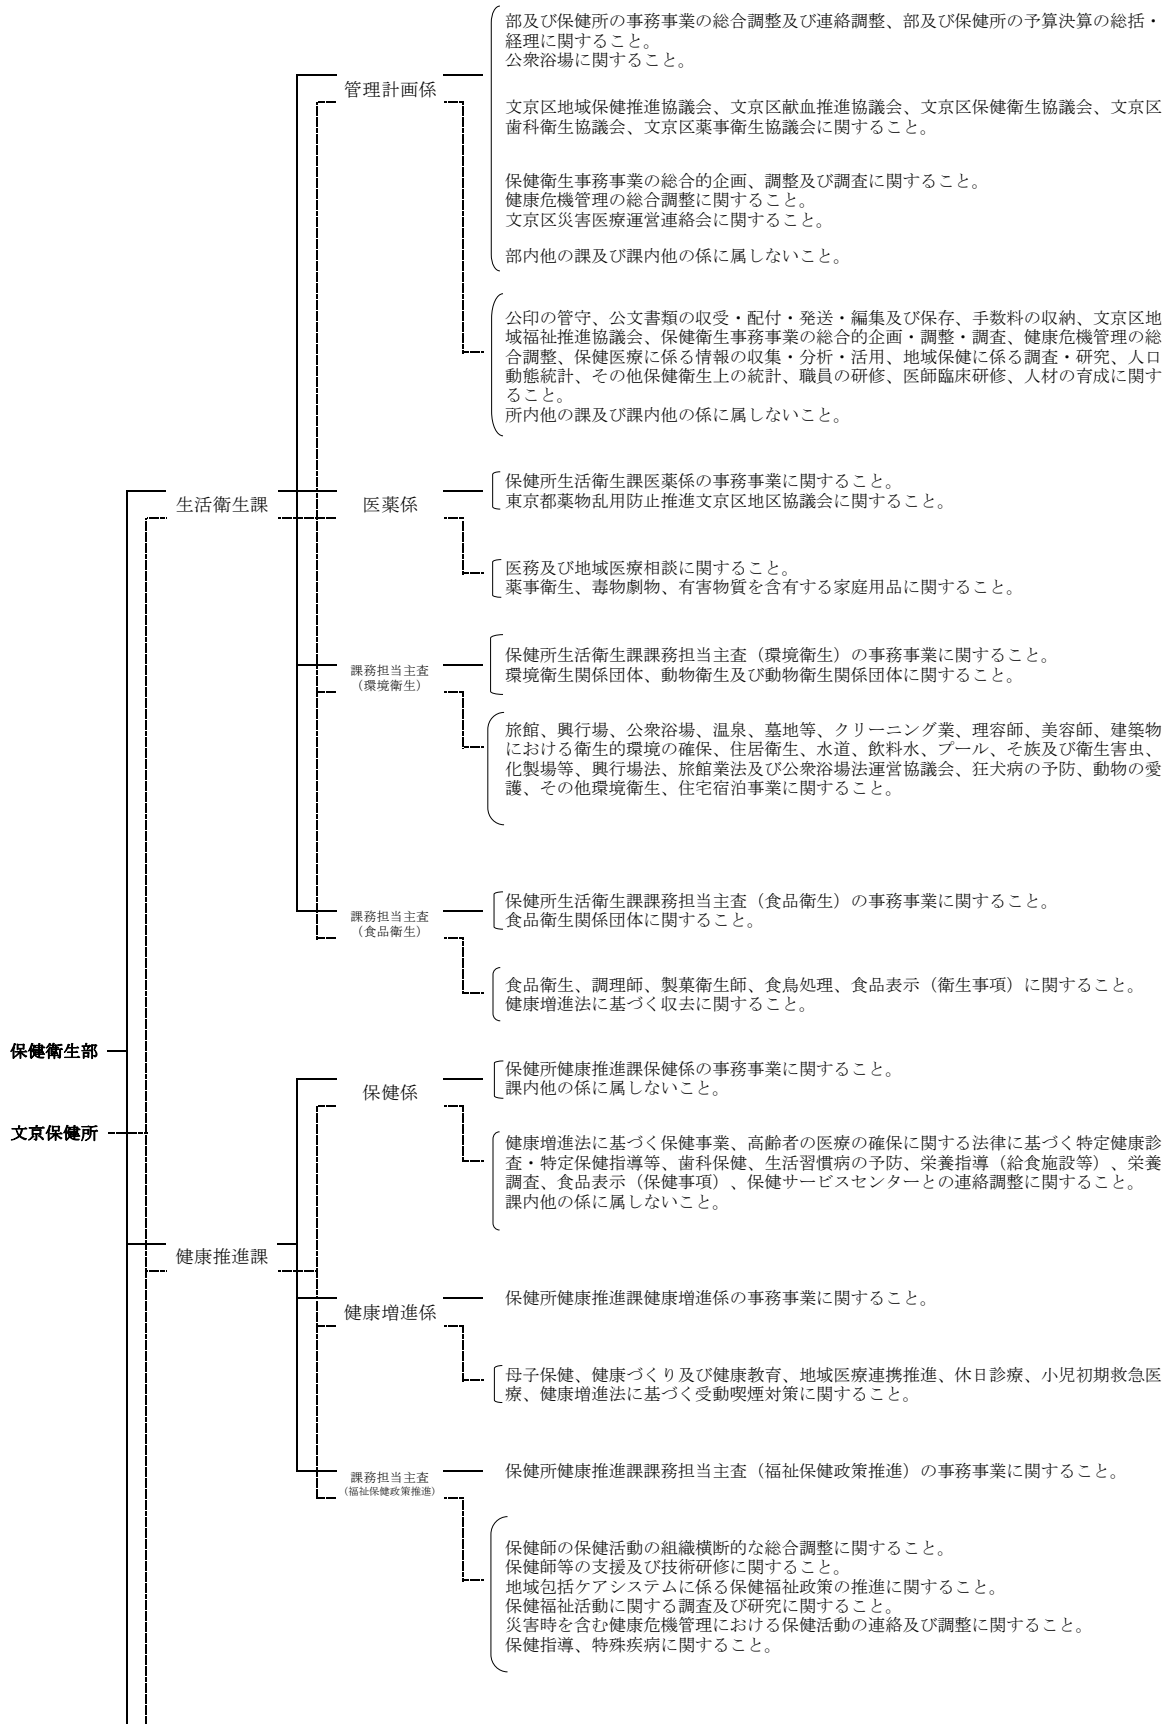 部及び保健所の事務事業の総合調整及び連絡調整、部及び保健所の予算決算の総括・
経理に関すること。
公衆浴場に関すること。
管理計画係
文京区地域保健推進協議会、文京区献血推進協議会、文京区保健衛生協議会、文京区
歯科衛生協議会、文京区薬事衛生協議会に関すること。
保健衛生事務事業の総合的企画、調整及び調査に関すること。
健康危機管理の総合調整に関すること。
文京区災害医療運営連絡会に関すること。
部内他の課及び課内他の係に属しないこと。
公印の管守、公文書類の収受・配付・発送・編集及び保存、手数料の収納、文京区地
域福祉推進協議会、保健衛生事務事業の総合的企画・調整・調査、健康危機管理の総
合調整、保健医療に係る情報の収集・分析・活用、地域保健に係る調査・研究、人口
動態統計、その他保健衛生上の統計、職員の研修、医師臨床研修、人材の育成に関す
ること。
所内他の課及び課内他の係に属しないこと。
生活衛生課
医薬係
保健所生活衛生課医薬係の事務事業に関すること。
東京都薬物乱用防止推進文京区地区協議会に関すること。
医務及び地域医療相談に関すること。
薬事衛生、毒物劇物、有害物質を含有する家庭用品に関すること。
課務担当主査
（環境衛生）
保健所生活衛生課課務担当主査（環境衛生）の事務事業に関すること。
環境衛生関係団体、動物衛生及び動物衛生関係団体に関すること。
旅館、興行場、公衆浴場、温泉、墓地等、クリーニング業、理容師、美容師、建築物
における衛生的環境の確保、住居衛生、水道、飲料水、プール、そ族及び衛生害虫、
化製場等、興行場法、旅館業法及び公衆浴場法運営協議会、狂犬病の予防、動物の愛
護、その他環境衛生、住宅宿泊事業に関すること。
課務担当主査
（食品衛生）
保健所生活衛生課課務担当主査（食品衛生）の事務事業に関すること。
食品衛生関係団体に関すること。
食品衛生、調理師、製菓衛生師、食鳥処理、食品表示（衛生事項）に関すること。
健康増進法に基づく収去に関すること。
保健衛生部
文京保健所
保健係
保健所健康推進課保健係の事務事業に関すること。
課内他の係に属しないこと。
健康増進法に基づく保健事業、高齢者の医療の確保に関する法律に基づく特定健康診
査・特定保健指導等、歯科保健、生活習慣病の予防、栄養指導（給食施設等）、栄養
調査、食品表示（保健事項）、保健サービスセンターとの連絡調整に関すること。
課内他の係に属しないこと。
健康推進課
健康増進係
保健所健康推進課健康増進係の事務事業に関すること。
母子保健、健康づくり及び健康教育、地域医療連携推進、休日診療、小児初期救急医
療、健康増進法に基づく受動喫煙対策に関すること。
課務担当主査
（福祉保健政策推進）
保健所健康推進課課務担当主査（福祉保健政策推進）の事務事業に関すること。
保健師の保健活動の組織横断的な総合調整に関すること。
保健師等の支援及び技術研修に関すること。
地域包括ケアシステムに係る保健福祉政策の推進に関すること。
保健福祉活動に関する調査及び研究に関すること。
災害時を含む健康危機管理における保健活動の連絡及び調整に関すること。
保健指導、特殊疾病に関すること。